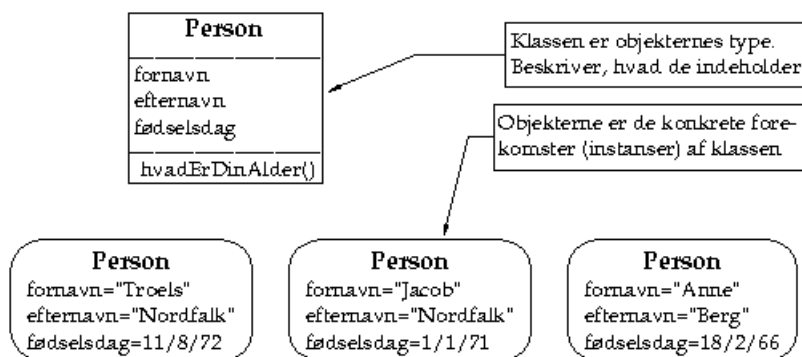 Person
fornavn
efternavn
fødselsdag
hvadErDinAlder()
Klassen er objekternes type.
Beskriver, hvad de indeholder
Objekterne er de konkrete fore-
komster (instanser) af klassen
Person
fornavn="Troels"
efternavn="Nordfalk"
fødselsdag=11/8/72
Person
fornavn="Jacob"
efternavn="Nordfalk"
fødselsdag=1/1/71
Person
fornavn="Anne"
efternavn="Berg"
fødselsdag=18/2/66